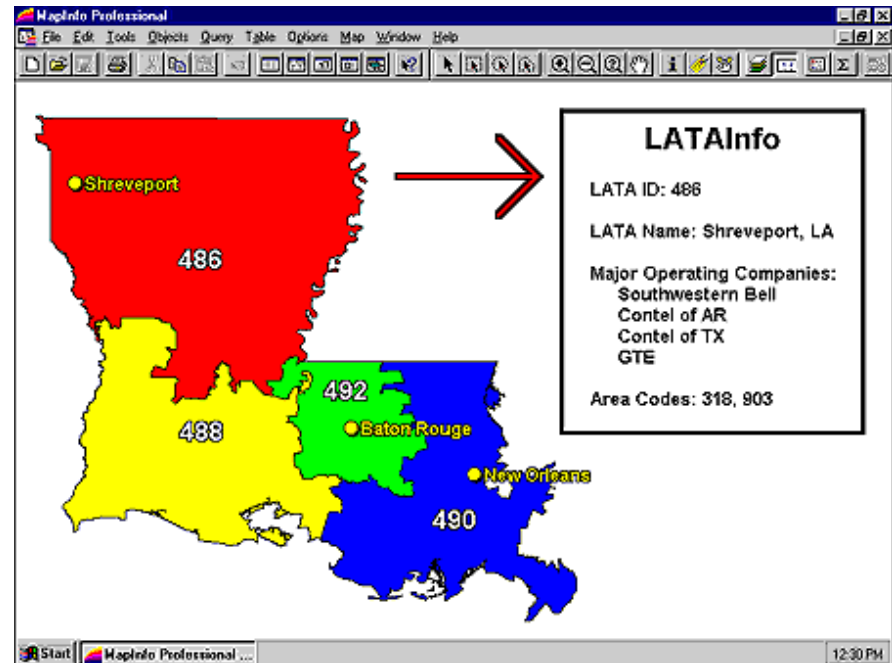 MapInfo Professional
File Edit Tools Objects Query Table Options Map Window Help
Shreveport
486
488
492
Baton Rouge
New Orleans
490
LATAInfo
LATA ID: 486
LATA Name: Shreveport, LA
Major Operating Companies:
Southwestern Bell
Contel of AR
Contel of TX
GTE
Area Codes: 318, 903
Start MapInfo Professional ... 12:30 PM